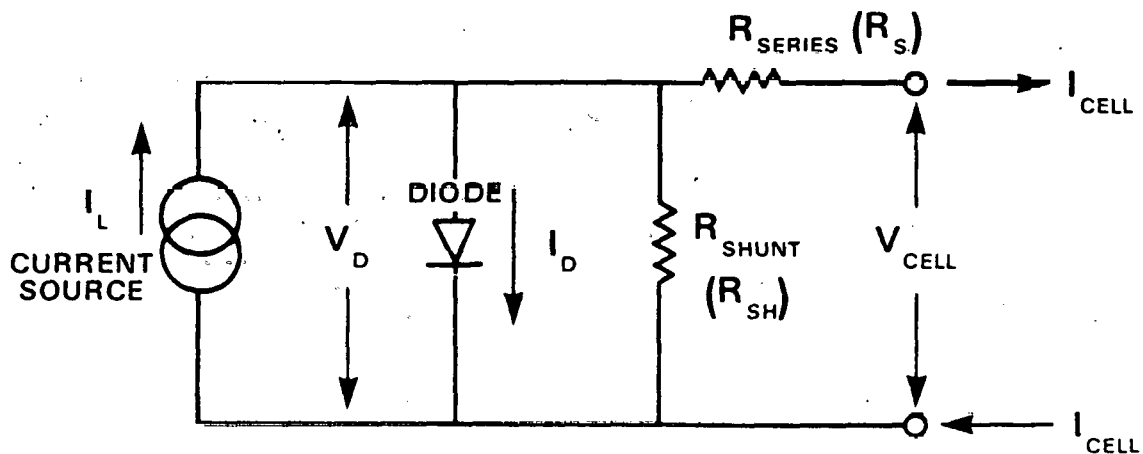 R SERIES (R S)
I CELL
I L
CURRENT
SOURCE
V D
DIODE
I D
R SHUNT
(R SH)
V CELL
I CELL